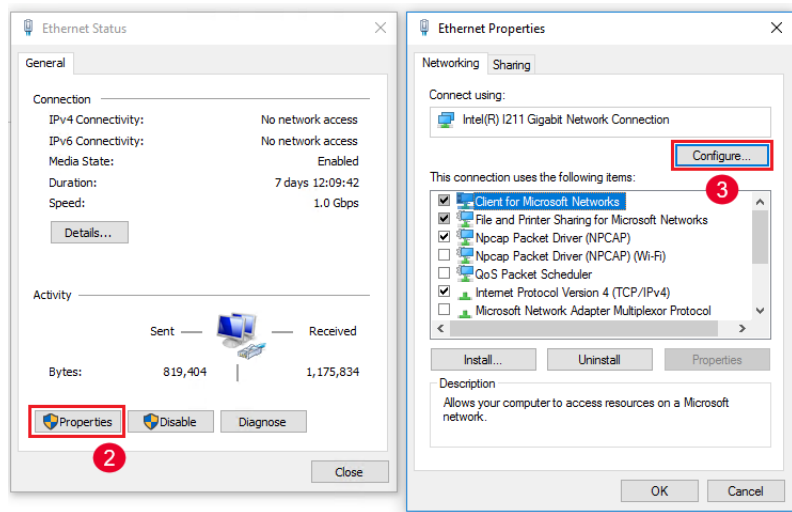 Ethernet Status
General
Connection
IPv4 Connectivity: No network access
IPv6 Connectivity: No network access
Media State: Enabled
Duration: 7 days 12:09:42
Speed: 1.0 Gbps
Details...
Activity
Sent Received
Bytes: 819,404 1,175,834
Properties Disable Diagnose
2
Close
Ethernet Properties
Networking Sharing
Connect using:
Intel(R) I211 Gigabit Network Connection
Configure...
3
This connection uses the following items:
Client for Microsoft Networks
File and Printer Sharing for Microsoft Networks
Npcap Packet Driver (NPCAP)
Npcap Packet Driver (NPCAP) (Wi-Fi)
QoS Packet Scheduler
Internet Protocol Version 4 (TCP/IPv4)
Microsoft Network Adapter Multiplexor Protocol
Install... Uninstall Properties
Description
Allows your computer to access resources on a Microsoft
network.
OK Cancel